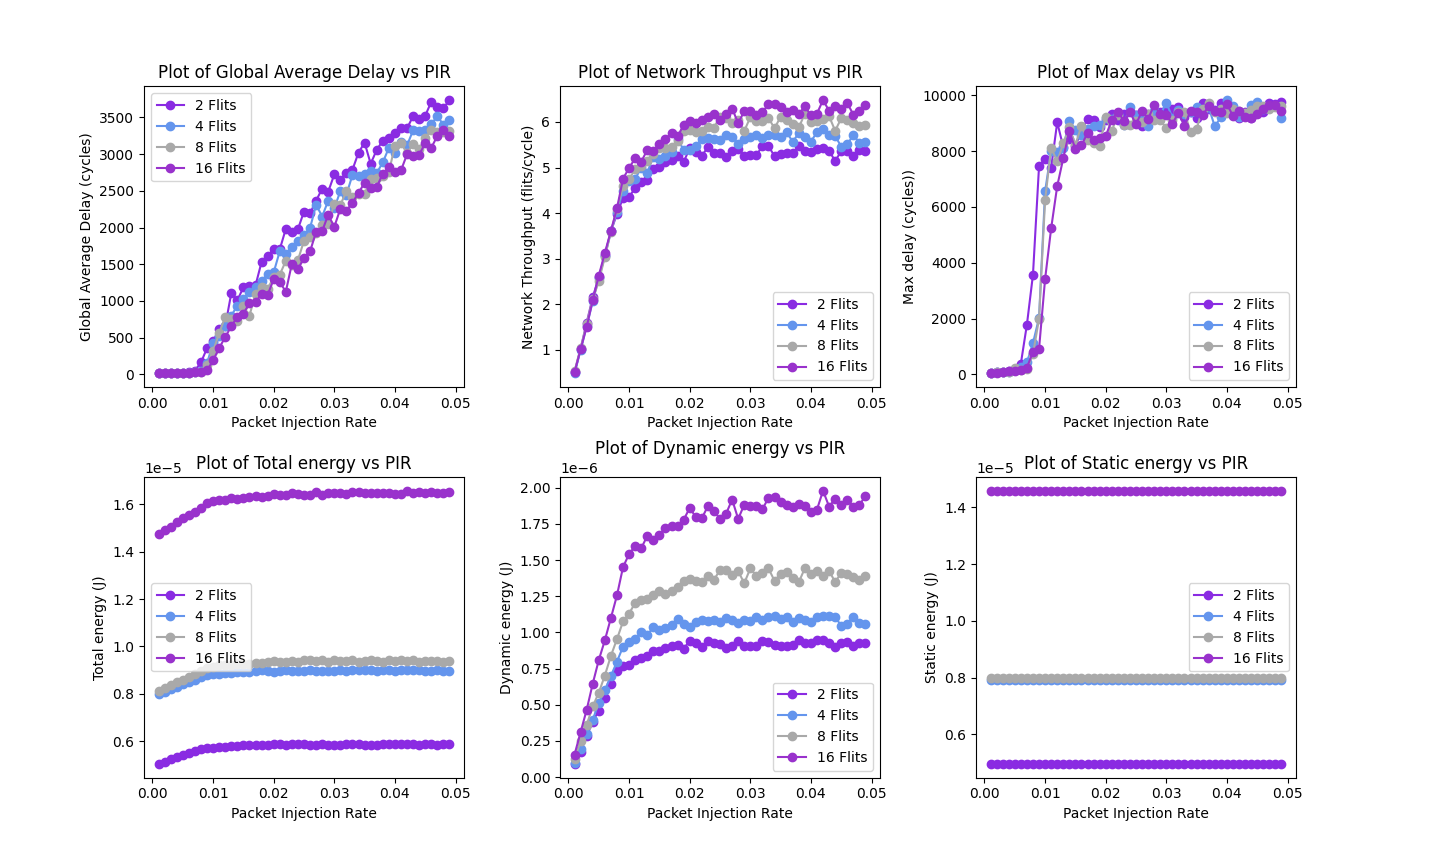 Plot of Global Average Delay vs PIR
Global Average Delay (cycles)
3500
3000
2500
2000
1500
1000
500
0
0.00 0.01 0.02 0.03 0.04 0.05
Packet Injection Rate
2 Flits
4 Flits
8 Flits
16 Flits
Plot of Network Throughput vs PIR
Network Throughput (flits/cycle)
6
5
4
3
2
1
0.00 0.01 0.02 0.03 0.04 0.05
Packet Injection Rate
2 Flits
4 Flits
8 Flits
16 Flits
Plot of Max delay vs PIR
Max delay (cycles))
10000
8000
6000
4000
2000
0
0.00 0.01 0.02 0.03 0.04 0.05
Packet Injection Rate
2 Flits
4 Flits
8 Flits
16 Flits
Plot of Total energy vs PIR
1e−5
Total energy (J)
1.6
1.4
1.2
1.0
0.8
0.6
0.00 0.01 0.02 0.03 0.04 0.05
Packet Injection Rate
2 Flits
4 Flits
8 Flits
16 Flits
Plot of Dynamic energy vs PIR
1e−6
Dynamic energy (J)
2.00
1.75
1.50
1.25
1.00
0.75
0.50
0.25
0.00
0.00 0.01 0.02 0.03 0.04 0.05
Packet Injection Rate
2 Flits
4 Flits
8 Flits
16 Flits
Plot of Static energy vs PIR
1e−5
Static energy (J)
1.4
1.2
1.0
0.8
0.6
0.00 0.01 0.02 0.03 0.04 0.05
Packet Injection Rate
2 Flits
4 Flits
8 Flits
16 Flits